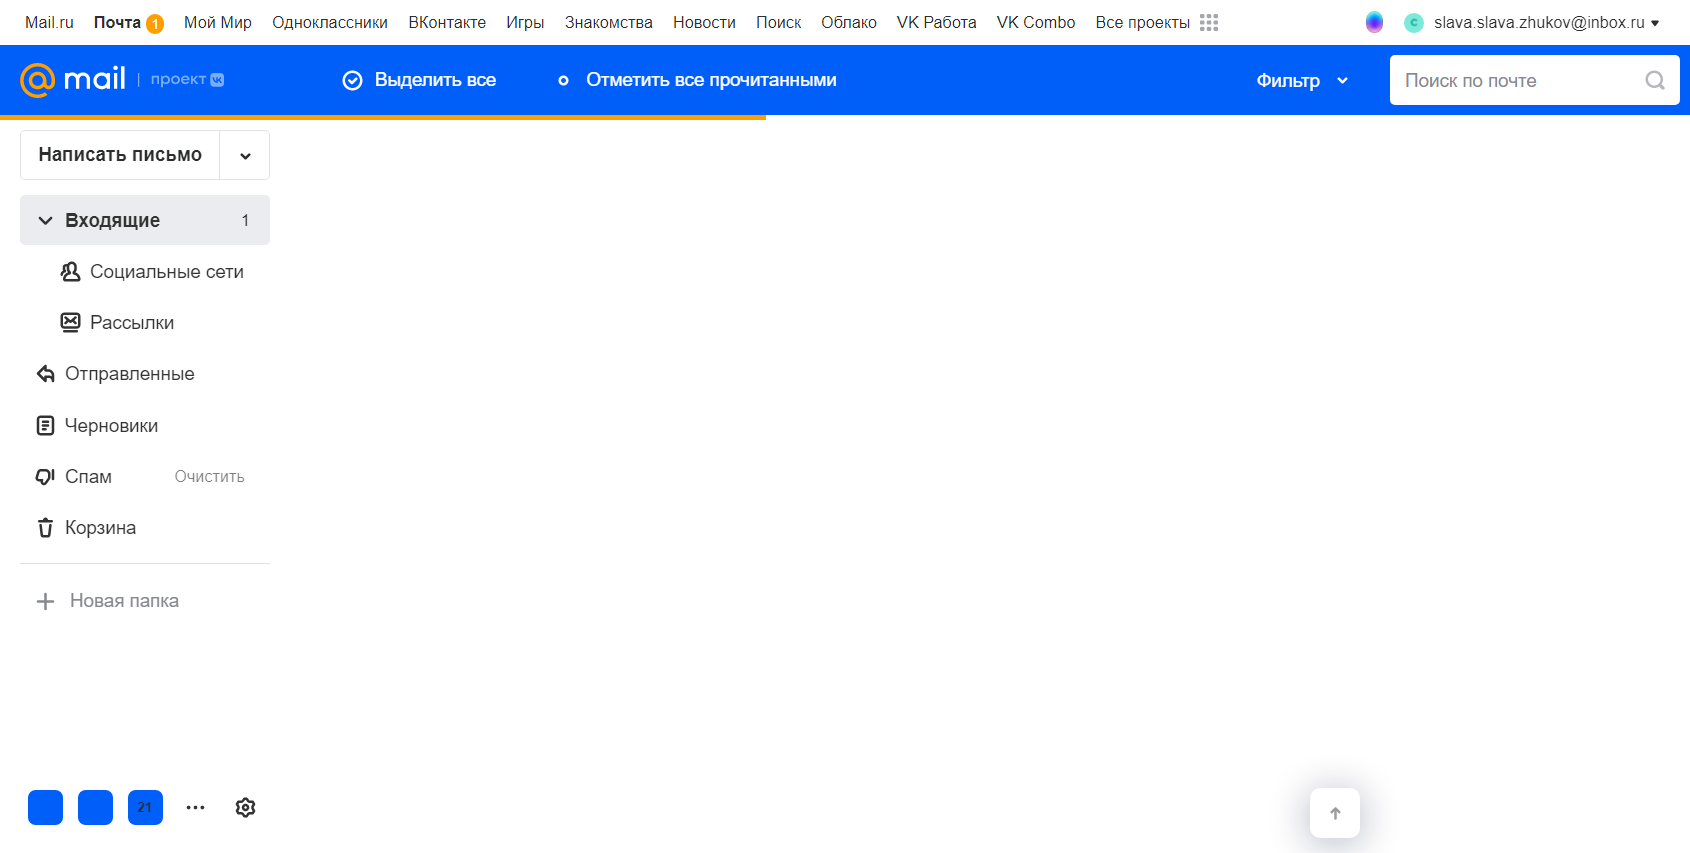 Mail.ru Почта 1 Мой Мир Одноклассники ВКонтакте Игры Знакомства Новости Поиск Облако VK Работа VK Combo Все проекты slava.slava.zhukov@inbox.ru
@mail | проект Выделить все Отметить все прочитанными Фильтр Поиск по почте
Написать письмо
Входящие 1
Социальные сети
Рассылки
Отправленные
Черновики
Спам Очистить
Корзина
Новая папка
21